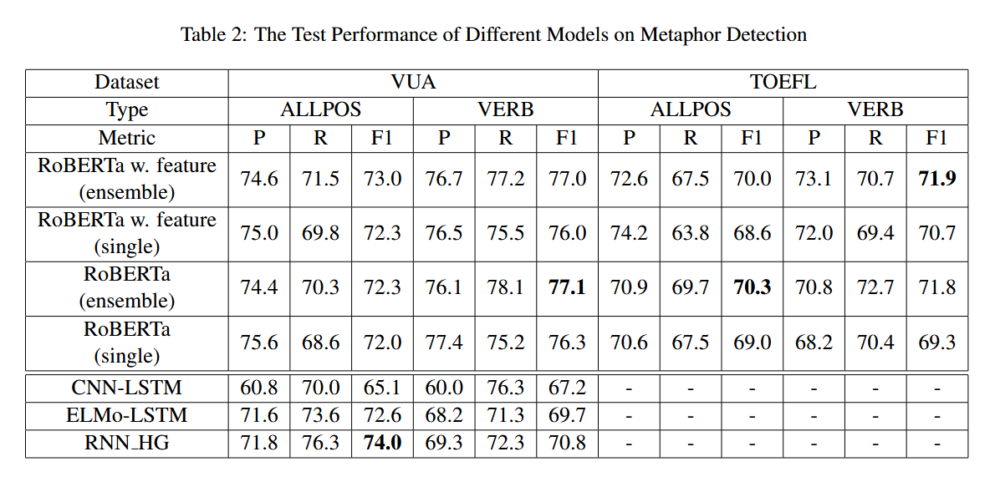 Table 2: The Test Performance of Different Models on Metaphor Detection
Dataset VUA TOEFL
Type ALLPOS VERB ALLPOS VERB
Metric P R F1 P R F1 P R F1 P R F1
RoBERTa w. feature
(ensemble) 74.6 71.5 73.0 76.7 77.2 77.0 72.6 67.5 70.0 73.1 70.7 71.9
RoBERTa w. feature
(single) 75.0 69.8 72.3 76.5 75.5 76.0 74.2 63.8 68.6 72.0 69.4 70.7
RoBERTa
(ensemble) 74.4 70.3 72.3 76.1 78.1 77.1 70.9 69.7 70.3 70.8 72.7 71.8
RoBERTa
(single) 75.6 68.6 72.0 77.4 75.2 76.3 70.6 67.5 69.0 68.2 70.4 69.3
CNN-LSTM 60.8 70.0 65.1 60.0 76.3 67.2 - - - - - -
ELMo-LSTM 71.6 73.6 72.6 68.2 71.3 69.7 - - - - - -
RNN_HG 71.8 76.3 74.0 69.3 72.3 70.8 - - - - - -